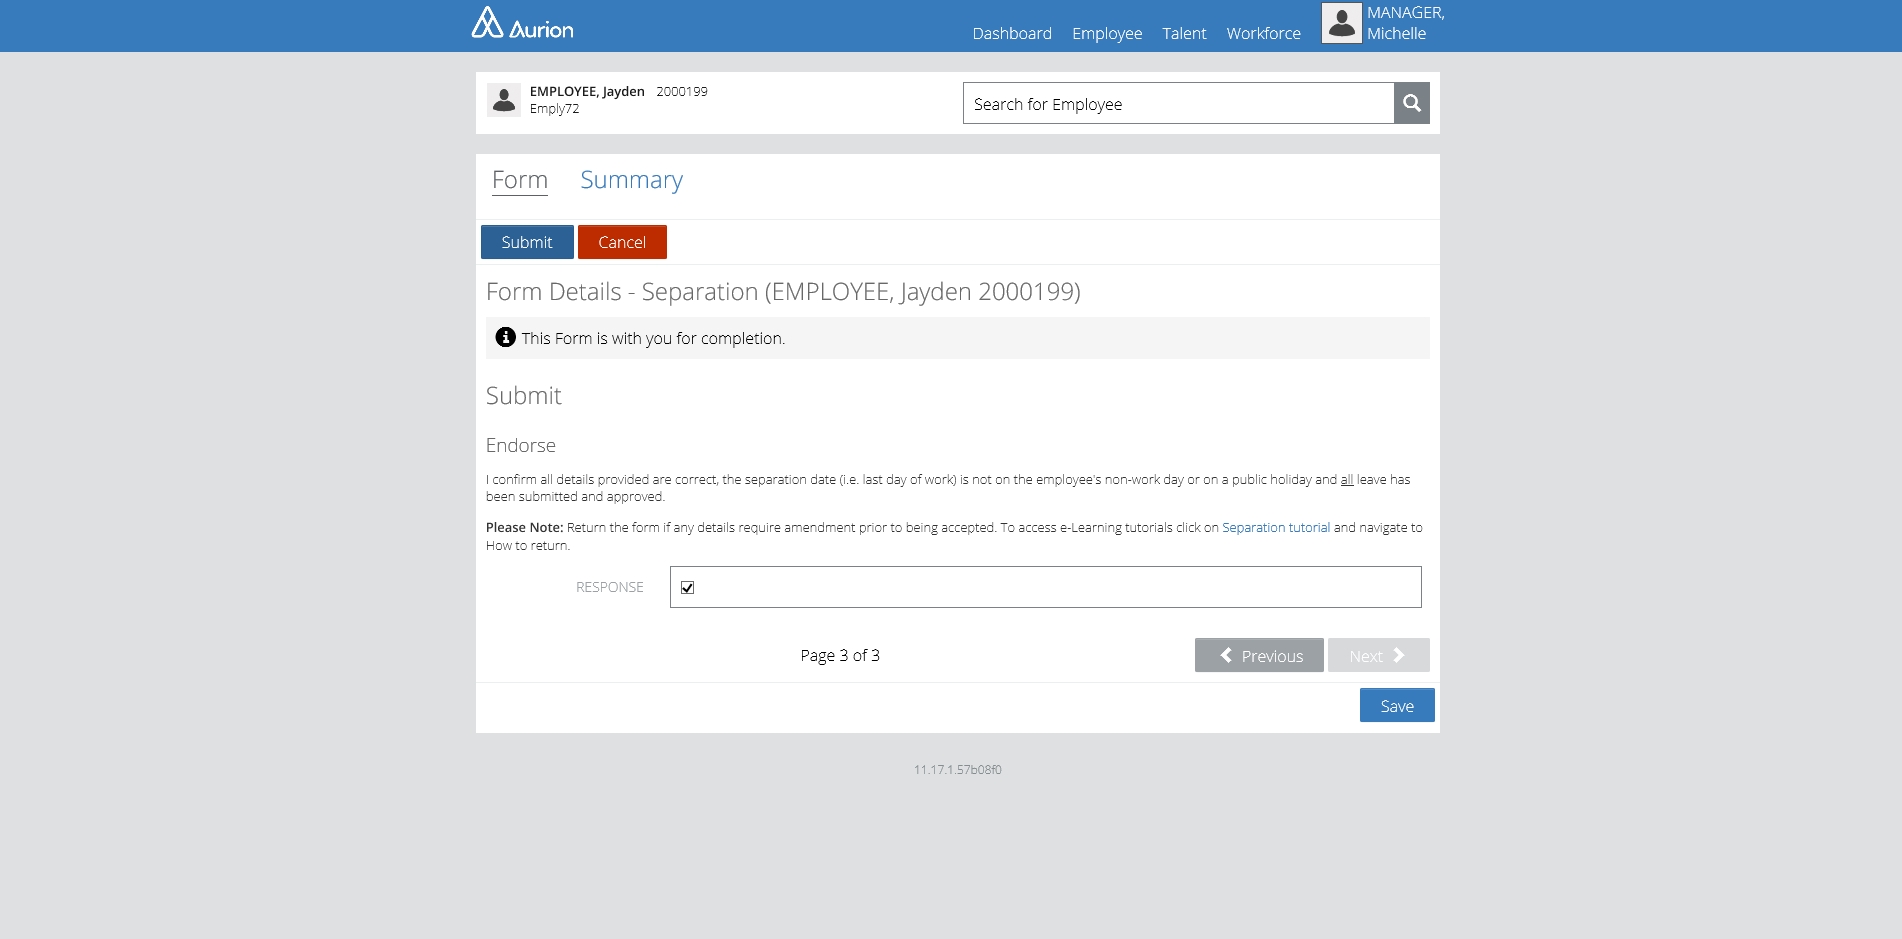 Aurion
Dashboard Employee Talent Workforce MANAGER,
Michelle
EMPLOYEE, Jayden 2000199
Emply72
Search for Employee
Form Summary
Submit Cancel
Form Details - Separation (EMPLOYEE, Jayden 2000199)
This Form is with you for completion.
Submit
Endorse
I confirm all details provided are correct, the separation date (i.e. last day of work) is not on the employee's non-work day or on a public holiday and all leave has
been submitted and approved.
Please Note: Return the form if any details require amendment prior to being accepted. To access e-Learning tutorials click on Separation tutorial and navigate to
How to return.
RESPONSE
Page 3 of 3 Previous Next
Save
11.17.1.57b08f0